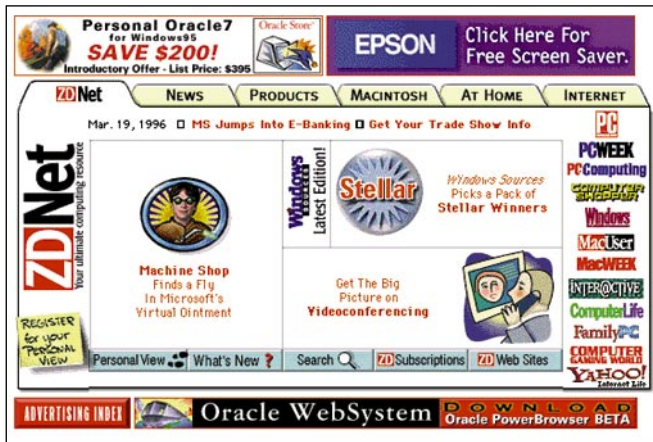 Personal Oracle7
for Windows95
SAVE $200!
Introductory Offer - List Price: $395
Oracle Store
EPSON
Click Here For
Free Screen Saver.
ZDNet
NEWS
PRODUCTS
MACINTOSH
AT HOME
INTERNET
Mar. 19, 1996
MS Jumps Into E-Banking
Get Your Trade Show Info
ZDNet
Your ultimate computing resource
REGISTER
for your
PERSONAL
VIEW
Machine Shop
Finds a Fly
In Microsoft's
Virtual Ointment
Windows
SOURCES
Latest Edition!
Stellar
Windows Sources
Picks a Pack of
Stellar Winners
Get The Big
Picture on
Videoconferencing
Personal View
What's New ?
Search
ZD Subscriptions
ZD Web Sites
PC
PCWEEK
PCComputing
COMPUTER
SHOPPER
Windows
MacUser
MacWEEK
INTER@CTIVE
ComputerLife
FamilyPC
COMPUTER
GAMING WORLD
YAHOO!
Internet Life
ADVERTISING INDEX
Oracle WebSystem
DOWNLOAD
Oracle PowerBrowser BETA